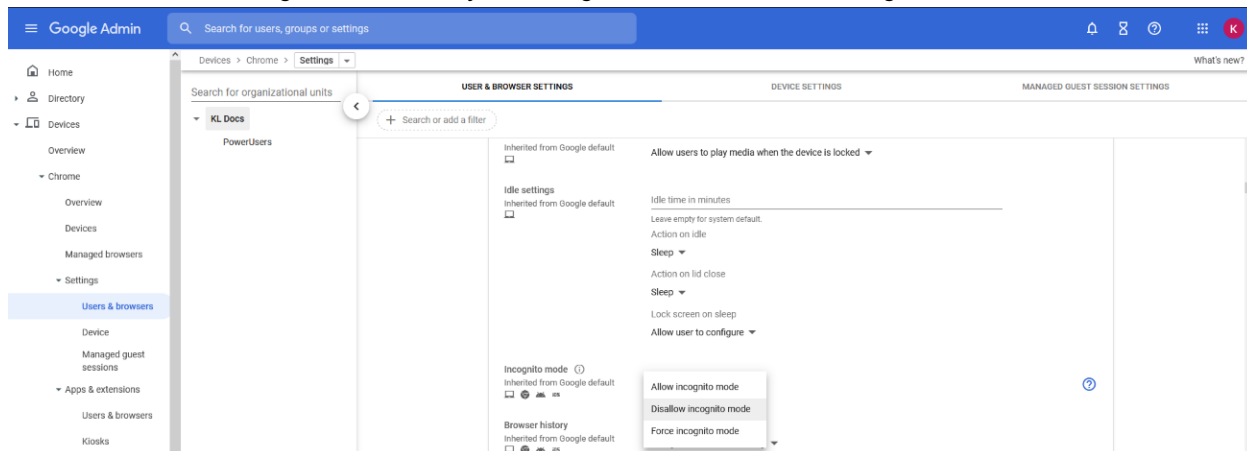 Google Admin
Search for users, groups or settings
K
Home
Directory
Devices
Overview
Chrome
Overview
Devices
Managed browsers
Settings
Users & browsers
Device
Managed guest
sessions
Apps & extensions
Users & browsers
Kiosks
Devices > Chrome > Settings
What's new?
Search for organizational units
KL Docs
PowerUsers
USER & BROWSER SETTINGS
DEVICE SETTINGS
MANAGED GUEST SESSION SETTINGS
+ Search or add a filter
Inherited from Google default
Allow users to play media when the device is locked
Idle settings
Inherited from Google default
Idle time in minutes
Leave empty for system default.
Action on idle
Sleep
Action on lid close
Sleep
Lock screen on sleep
Allow user to configure
Incognito mode
Inherited from Google default
Allow incognito mode
Disallow incognito mode
Force incognito mode
Browser history
Inherited from Google default